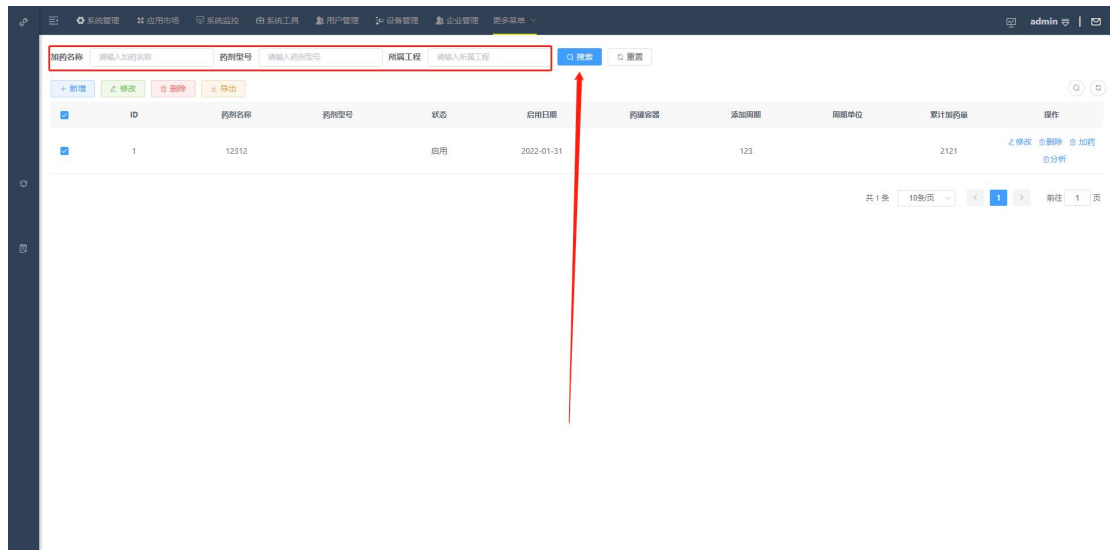 系统管理 应用市场 系统监控 系统工具 用户管理 设备管理 企业管理 更多菜单 admin
加药名称 请输入加药名称 药剂型号 请输入药剂型号 所属工程 请输入所属工程 搜索 重置
+ 新增 修改 删除 导出
ID 药剂名称 药剂型号 状态 启用日期 药罐容器 添加周期 周期单位 累计加药量 操作
1 12312 启用 2022-01-31 123 2121 修改 删除 加药
分析
共 1 条 10条/页 < 1 > 前往 1 页